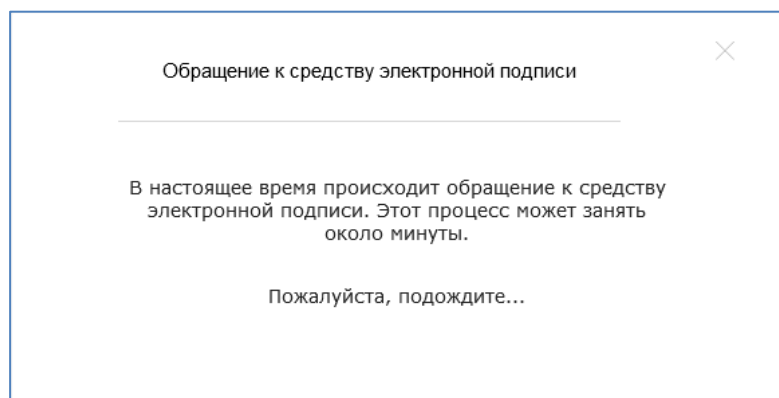 Обращение к средству электронной подписи
В настоящее время происходит обращение к средству
электронной подписи. Этот процесс может занять
около минуты.
Пожалуйста, подождите...